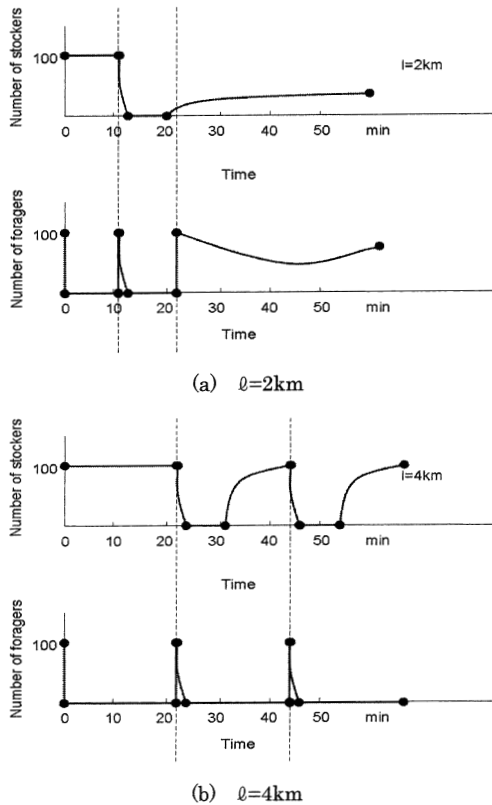 Number of stockers
100
l=2km
0 10 20 30 40 50 min
Time
Number of foragers
100
0 10 20 30 40 50 min
Time
(a) ℓ=2km
Number of stockers
100
l=4km
0 10 20 30 40 50 min
Time
Number of foragers
100
0 10 20 30 40 50 min
Time
(b) ℓ=4km